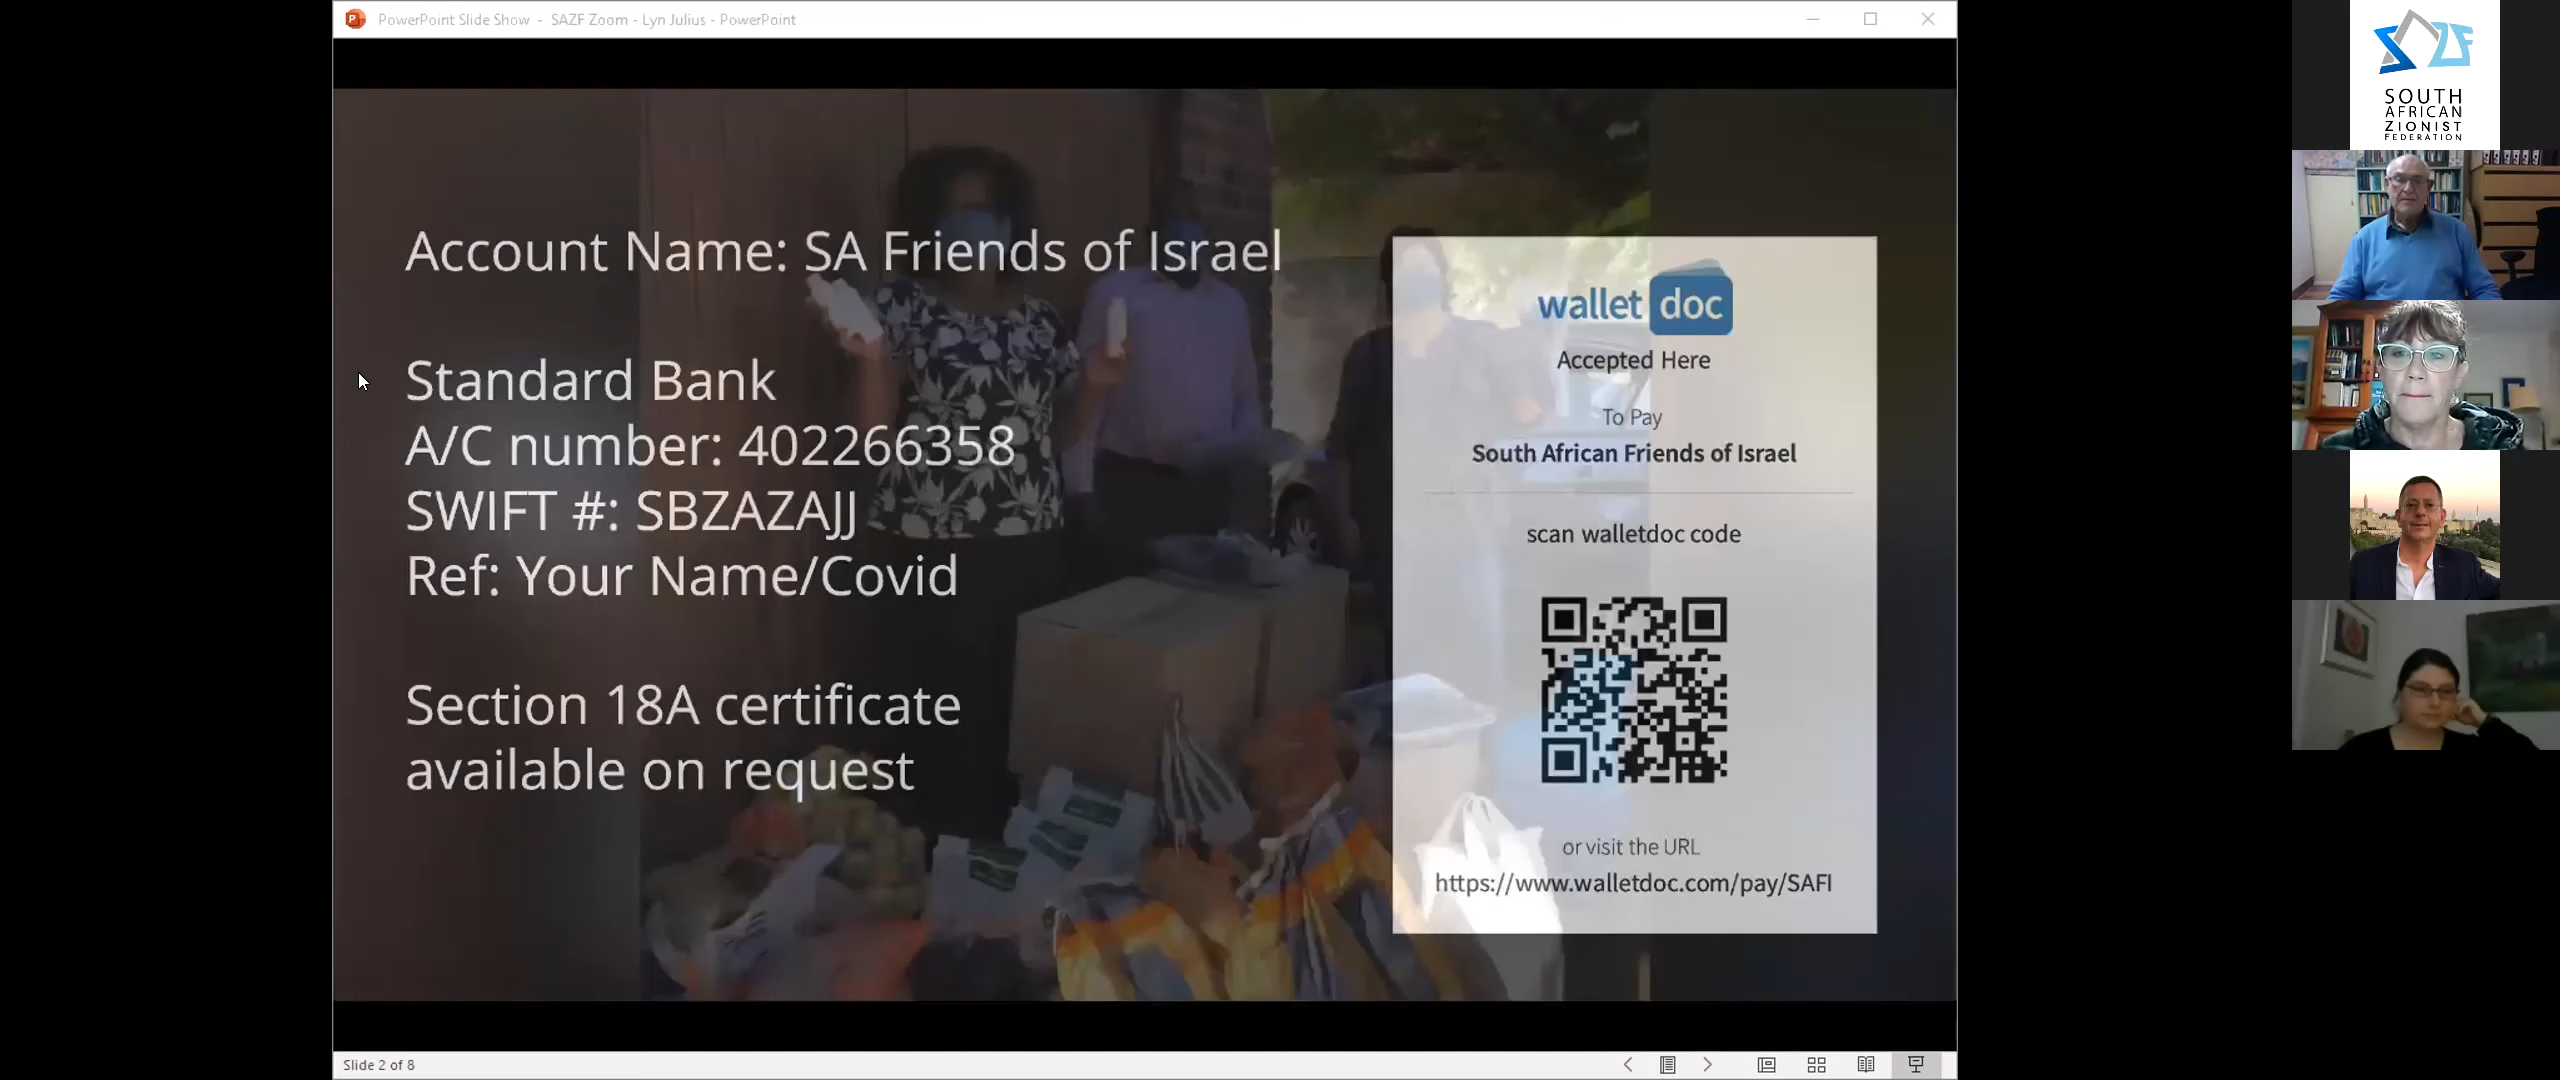 PowerPoint Slide Show - SAZF Zoom - Lyn Julius - PowerPoint
Account Name: SA Friends of Israel
Standard Bank
A/C number: 402266358
SWIFT #: SBZAZAJJ
Ref: Your Name/Covid
Section 18A certificate
available on request
wallet doc
Accepted Here
To Pay
South African Friends of Israel
scan walletdoc code
or visit the URL
https://www.walletdoc.com/pay/SAFI
Slide 2 of 8
SZF
SOUTH
AFRICAN
ZIONIST
FEDERATION